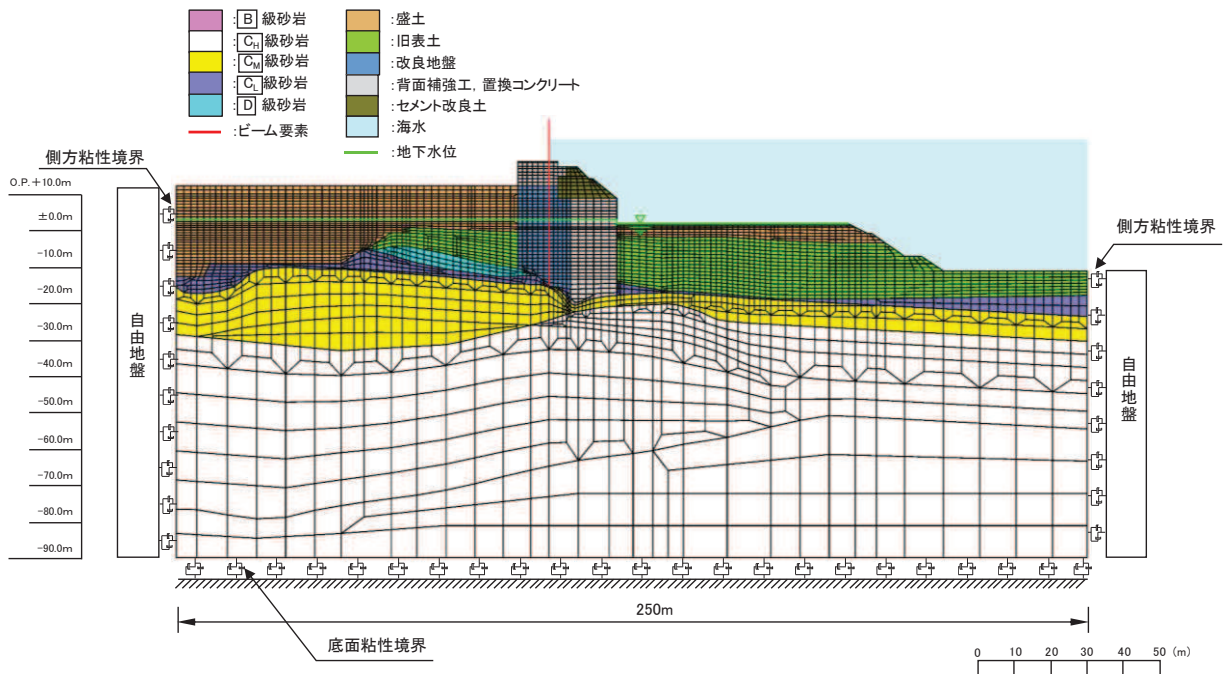 :B 級砂岩
:CH 級砂岩
:CM 級砂岩
:CL 級砂岩
:D 級砂岩
:ビーム要素
:盛土
:旧表土
:改良地盤
:背面補強工, 置換コンクリート
:セメント改良土
:海水
:地下水位
側方粘性境界
側方粘性境界
O.P.+10.0m
±0.0m
-10.0m
-20.0m
-30.0m
-40.0m
-50.0m
-60.0m
-70.0m
-80.0m
-90.0m
自由地盤
自由地盤
250m
底面粘性境界
0 10 20 30 40 50 (m)